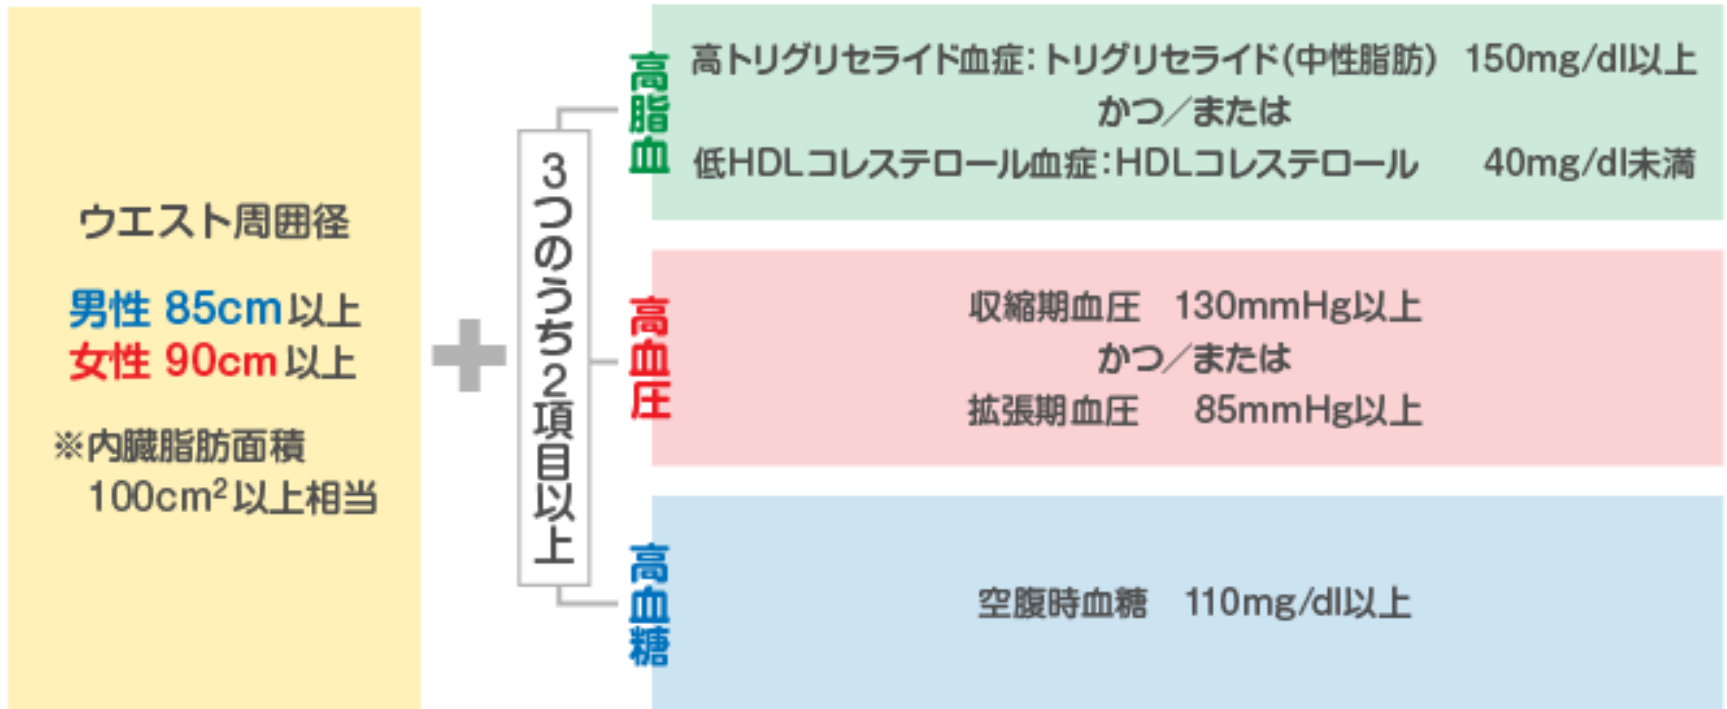 ウエスト周囲径
男性 85cm以上
女性 90cm以上
※内臓脂肪面積
100cm²以上相当
3つのうち2項目以上
高脂血
高トリグリセライド血症:トリグリセライド(中性脂肪) 150mg/dl以上
かつ/または
低HDLコレステロール血症:HDLコレステロール 40mg/dl未満
高血圧
収縮期血圧 130mmHg以上
かつ/または
拡張期血圧 85mmHg以上
高血糖
空腹時血糖 110mg/dl以上